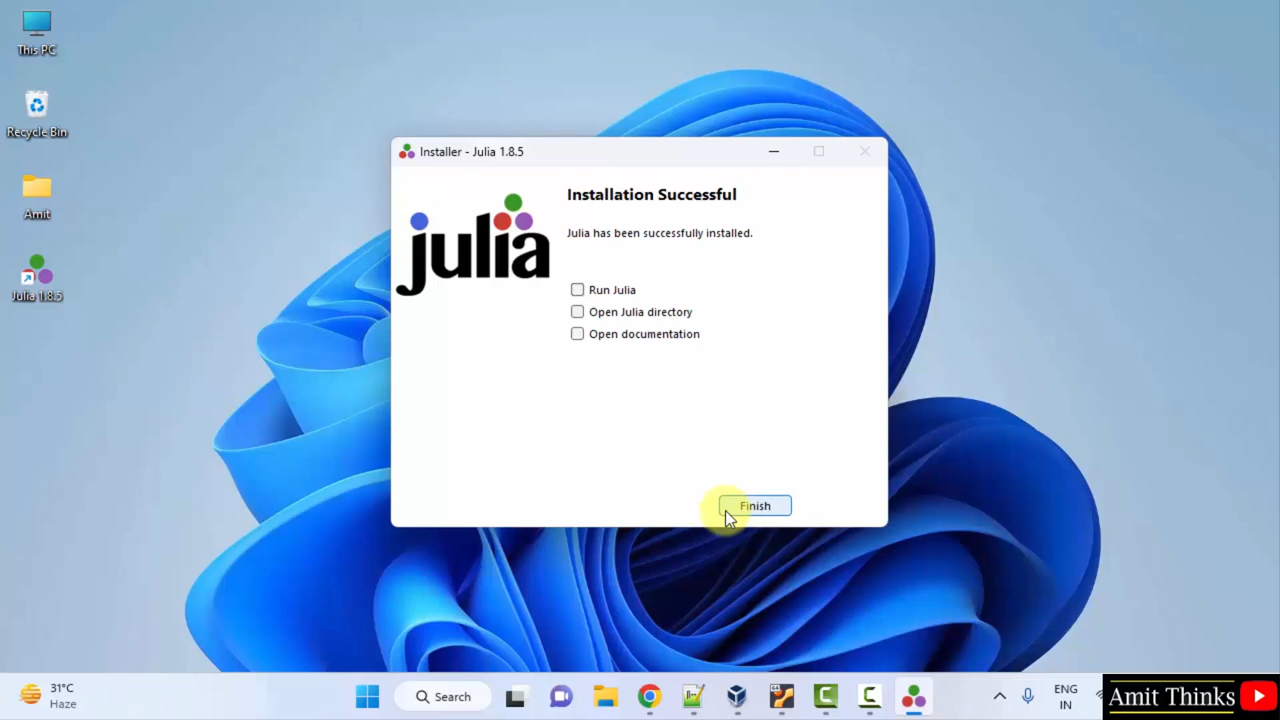 This PC
Recycle Bin
Amit
Julia 1.8.5
Installer - Julia 1.8.5
julia
Installation Successful
Julia has been successfully installed.
Run Julia
Open Julia directory
Open documentation
Finish
31°C
Haze
Search
ENG
IN
Amit Thinks